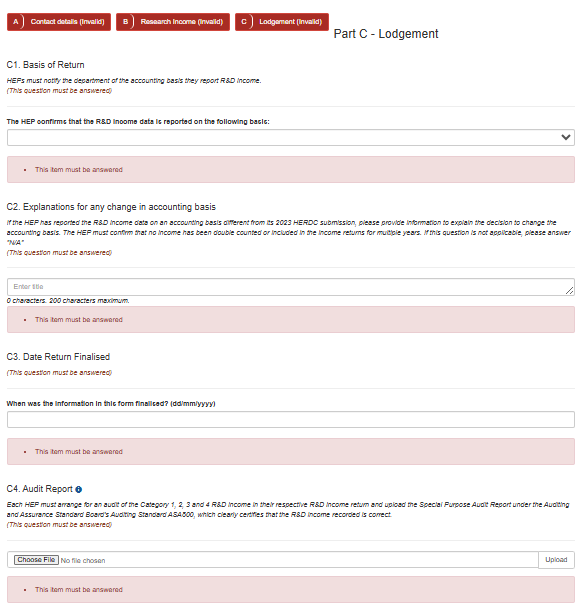 A ) Contact details (Invalid) B ) Research Income (Invalid) C ) Lodgement (Invalid) Part C - Lodgement
C1. Basis of Return
HEPs must notify the department of the accounting basis they report R&D Income.
(This question must be answered)
The HEP confirms that the R&D Income data is reported on the following basis:
• This item must be answered
C2. Explanations for any change in accounting basis
If the HEP has reported the R&D Income data on an accounting basis different from its 2023 HERDC submission, please provide information to explain the decision to change the
accounting basis. The HEP must confirm that no income has been double counted or included in the income returns for multiple years. If this question is not applicable, please answer
"N/A"
(This question must be answered)
Enter title
0 characters. 200 characters maximum.
• This item must be answered
C3. Date Return Finalised
(This question must be answered)
When was the information in this form finalised? (dd/mm/yyyy)
• This item must be answered
C4. Audit Report
Each HEP must arrange for an audit of the Category 1, 2, 3 and 4 R&D Income in their respective R&D Income return and upload the Special Purpose Audit Report under the Auditing
and Assurance Standard Board's Auditing Standard ASA800, which clearly certifies that the R&D Income recorded is correct.
(This question must be answered)
Choose File No file chosen Upload
• This item must be answered